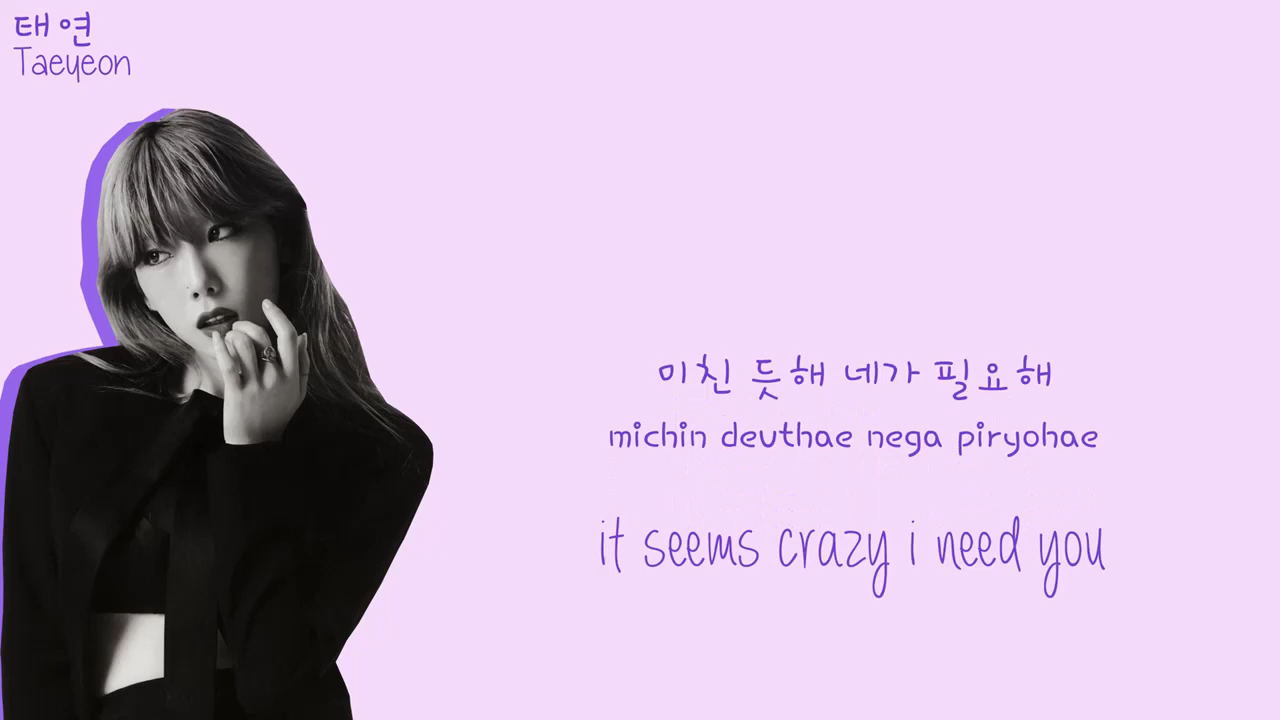 태연
Taeyeon
미친 듯해 네가 필요해
michin deuthae nega piryohae
it seems crazy i need you